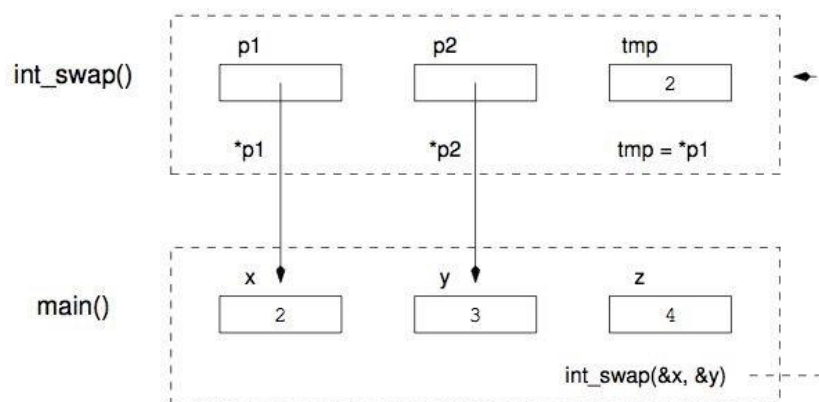 p1 p2 tmp
int_swap() 2
*p1 *p2 tmp = *p1
x y z
main() 2 3 4
int_swap(&x, &y)